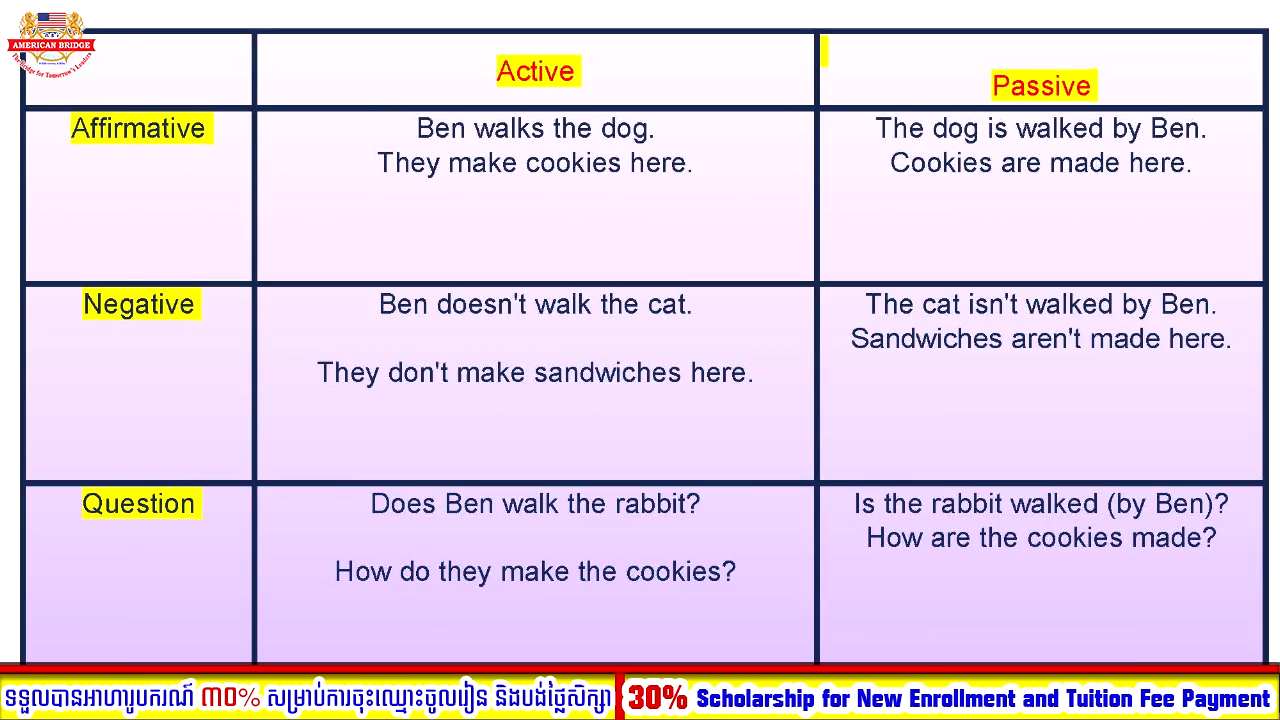 AMERICAN BRIDGE
The Bridge for Tomorrow's Leaders
Active
Passive
Affirmative
Ben walks the dog.
They make cookies here.
The dog is walked by Ben.
Cookies are made here.
Negative
Ben doesn't walk the cat.
They don't make sandwiches here.
The cat isn't walked by Ben.
Sandwiches aren't made here.
Question
Does Ben walk the rabbit?
How do they make the cookies?
Is the rabbit walked (by Ben)?
How are the cookies made?
ទទួលបានអាហារូបករណ៍ ៣០% សម្រាប់ការចុះឈ្មោះចូលរៀន និងបង់ថ្លៃសិក្សា
30% Scholarship for New Enrollment and Tuition Fee Payment